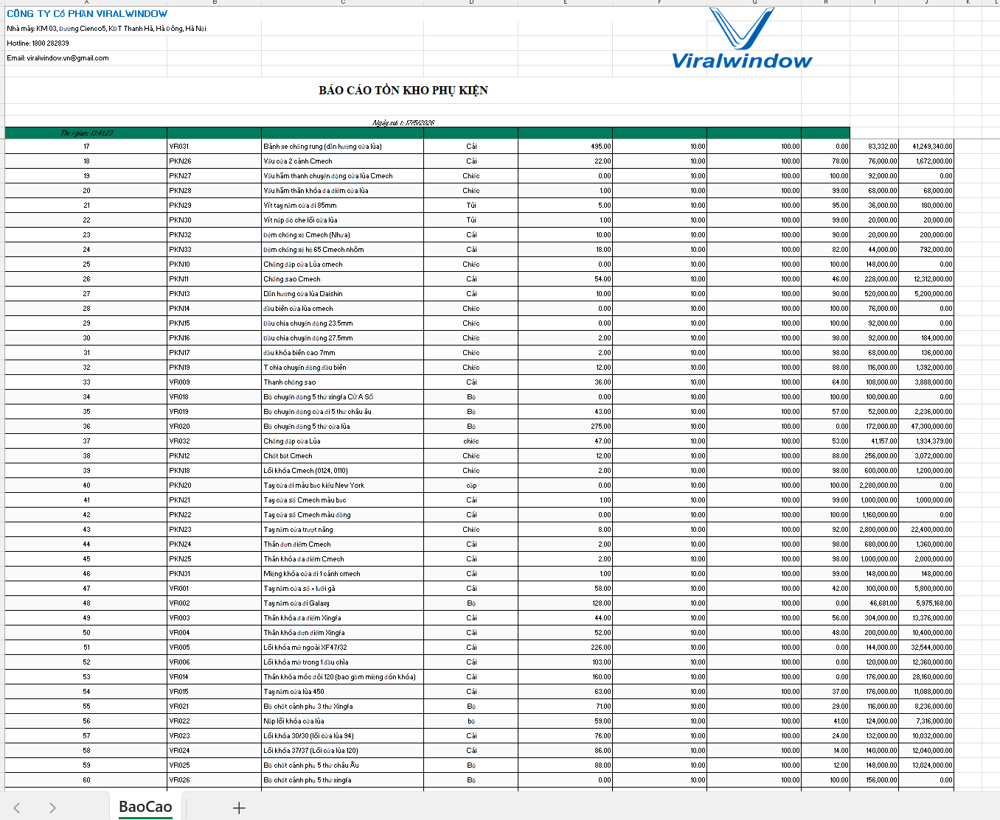 A B C D E F G H I J K L
CÔNG TY CỔ PHẦN VIRALWINDOW
Nhà máy: KM 03, Đường Cienco5, KĐT Thanh Hà, Hà Đông, Hà Nội
Hotline: 1800 282839
Email: viralwindow.vn@gmail.com
Viralwindow
BÁO CÁO TỒN KHO PHỤ KIỆN
17/5/2026
13:41:23
17 VR031 Bánh xe chống rung (dẫn hướng cửa lùa) Cái 495.00 10.00 100.00 0.00 83,332.00 41,249,340.00
18 PKN26 Vấu cửa 2 cánh Cmech Cái 22.00 10.00 100.00 78.00 76,000.00 1,672,000.00
19 PKN27 Vấu hãm thanh chuyển động cửa lùa Cmech Chiếc 0.00 10.00 100.00 100.00 92,000.00 0.00
20 PKN28 Vấu hãm thân khóa đa điểm cửa lùa Chiếc 1.00 10.00 100.00 99.00 68,000.00 68,000.00
21 PKN29 Vít tay nắm cửa đi 85mm Túi 5.00 10.00 100.00 95.00 36,000.00 180,000.00
22 PKN30 Vít nắp ốc che lõi cửa lùa Túi 1.00 10.00 100.00 99.00 20,000.00 20,000.00
23 PKN32 Đệm chống xệ Cmech (Nhựa) Cái 10.00 10.00 100.00 90.00 20,000.00 200,000.00
24 PKN33 Đệm chống xệ hệ 65 Cmech nhôm Cái 18.00 10.00 100.00 82.00 44,000.00 792,000.00
25 PKN10 Chống đập cửa Lùa cmech Chiếc 0.00 10.00 100.00 100.00 148,000.00 0.00
26 PKN11 Chống sao Cmech Cái 54.00 10.00 100.00 46.00 228,000.00 12,312,000.00
27 PKN13 Dẫn hướng cửa lùa Daishin Cái 10.00 10.00 100.00 90.00 520,000.00 5,200,000.00
28 PKN14 đầu biên cửa lùa cmech Chiếc 0.00 10.00 100.00 100.00 76,000.00 0.00
29 PKN15 Đầu chia chuyển động 23.5mm Chiếc 0.00 10.00 100.00 100.00 92,000.00 0.00
30 PKN16 Đầu chia chuyển động 27.5mm Chiếc 2.00 10.00 100.00 98.00 92,000.00 184,000.00
31 PKN17 đầu khóa biên cao 7mm Chiếc 2.00 10.00 100.00 98.00 68,000.00 136,000.00
32 PKN19 T chia chuyển động đầu biên Chiếc 12.00 10.00 100.00 88.00 116,000.00 1,392,000.00
33 VR009 Thanh chống sao Cái 36.00 10.00 100.00 64.00 108,000.00 3,888,000.00
34 VR018 Bộ chuyển động 5 thứ xingfa CỬA SỔ Bộ 0.00 10.00 100.00 100.00 100,000.00 0.00
35 VR019 Bộ chuyển động cửa đi 5 thứ châu âu Bộ 43.00 10.00 100.00 57.00 52,000.00 2,236,000.00
36 VR020 Bộ chuyển động 5 thứ cửa lùa Bộ 275.00 10.00 100.00 0.00 172,000.00 47,300,000.00
37 VR032 Chống đập cửa Lùa chiếc 47.00 10.00 100.00 53.00 41,157.00 1,934,379.00
38 PKN12 Chốt bật Cmech Chiếc 12.00 10.00 100.00 88.00 256,000.00 3,072,000.00
39 PKN18 Lõi khóa Cmech (0124, 0110) Chiếc 2.00 10.00 100.00 98.00 600,000.00 1,200,000.00
40 PKN20 Tay cửa đi màu bạc kiểu New York cặp 0.00 10.00 100.00 100.00 2,280,000.00 0.00
41 PKN21 Tay cửa sổ Cmech màu bạc Cái 1.00 10.00 100.00 99.00 1,000,000.00 1,000,000.00
42 PKN22 Tay cửa sổ Cmech màu đồng Cái 0.00 10.00 100.00 100.00 1,160,000.00 0.00
43 PKN23 Tay nắm cửa trượt nâng Chiếc 8.00 10.00 100.00 92.00 2,800,000.00 22,400,000.00
44 PKN24 Thân đơn điểm Cmech Cái 2.00 10.00 100.00 98.00 680,000.00 1,360,000.00
45 PKN25 Thân khóa đa điểm Cmech Cái 2.00 10.00 100.00 98.00 1,000,000.00 2,000,000.00
46 PKN31 Miệng khóa cửa đi 1 cánh cmech Cái 1.00 10.00 100.00 99.00 148,000.00 148,000.00
47 VR001 Tay nắm cửa sổ + lưỡi gà Cái 58.00 10.00 100.00 42.00 100,000.00 5,800,000.00
48 VR002 Tay nắm cửa đi Galaxy Bộ 128.00 10.00 100.00 0.00 46,681.00 5,975,168.00
49 VR003 Thân khóa đa điểm Xingfa Cái 44.00 10.00 100.00 56.00 304,000.00 13,376,000.00
50 VR004 Thân khóa đơn điểm Xingfa Cái 52.00 10.00 100.00 48.00 200,000.00 10,400,000.00
51 VR005 Lõi khóa mở ngoài XF47/32 Cái 226.00 10.00 100.00 0.00 144,000.00 32,544,000.00
52 VR006 Lõi khóa mở trong 1 đầu chìa Cái 103.00 10.00 100.00 0.00 120,000.00 12,360,000.00
53 VR014 Thân khóa móc đôi 120 (bao gồm miệng đón khóa) Cái 160.00 10.00 100.00 0.00 176,000.00 28,160,000.00
54 VR015 Tay nắm cửa lùa 450 Cái 63.00 10.00 100.00 37.00 176,000.00 11,088,000.00
55 VR021 Bộ chốt cánh phụ 3 thứ Xingfa Bộ 71.00 10.00 100.00 29.00 116,000.00 8,236,000.00
56 VR022 Nắp lõi khóa cửa lùa bộ 59.00 10.00 100.00 41.00 124,000.00 7,316,000.00
57 VR023 Lõi khóa 30/30 (lõi cửa lùa 94) Cái 76.00 10.00 100.00 24.00 132,000.00 10,032,000.00
58 VR024 Lõi khóa 37/37 (Lõi cửa lùa 120) Cái 86.00 10.00 100.00 14.00 140,000.00 12,040,000.00
59 VR025 Bộ chốt cánh phụ 5 thứ châu Âu Bộ 88.00 10.00 100.00 12.00 148,000.00 13,024,000.00
60 VR026 Bộ chốt cánh phụ 5 thứ xingfa Bộ 0.00 10.00 100.00 100.00 156,000.00 0.00
BaoCao